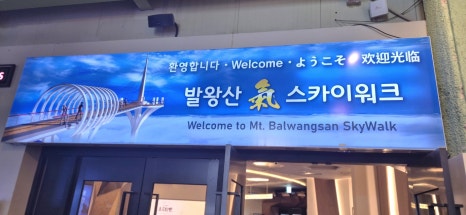 환영합니다 · Welcome · ようこそ · 欢迎光临
발왕산 氣 스카이워크
Welcome to Mt. Balwangsan SkyWalk